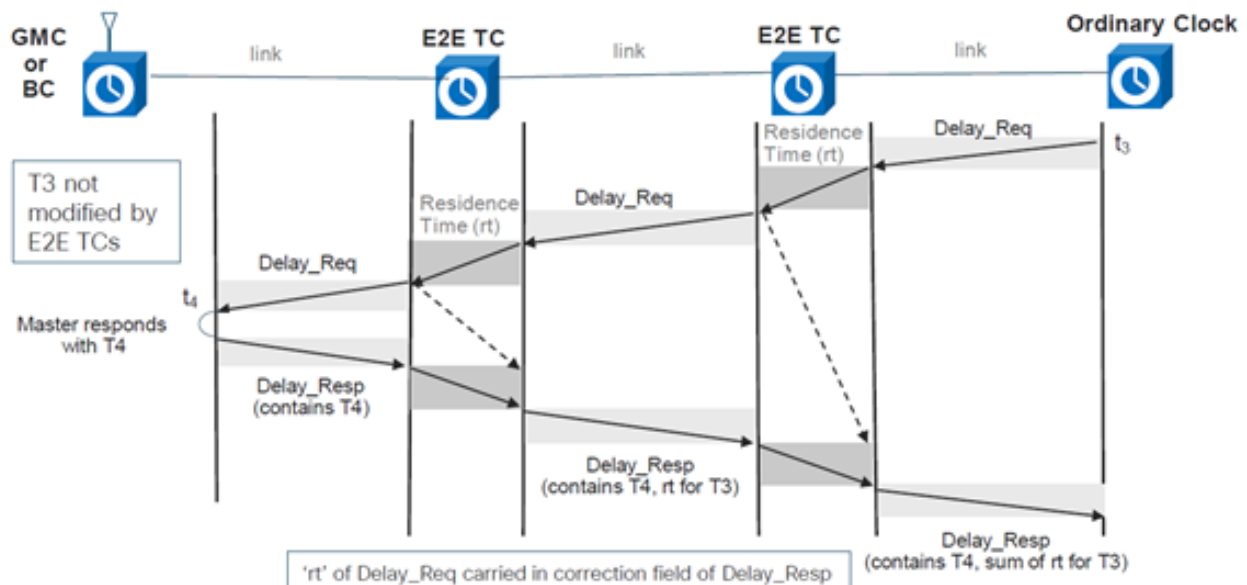 GMC
or
BC
link
E2E TC
link
E2E TC
link
Ordinary Clock
Delay_Req
t3
Residence
Time (rt)
T3 not
modified by
E2E TCs
Residence
Time (rt)
Delay_Req
Delay_Req
t4
Master responds
with T4
Delay_Resp
(contains T4)
Delay_Resp
(contains T4, rt for T3)
Delay_Resp
(contains T4, sum of rt for T3)
'rt' of Delay_Req carried in correction field of Delay_Resp